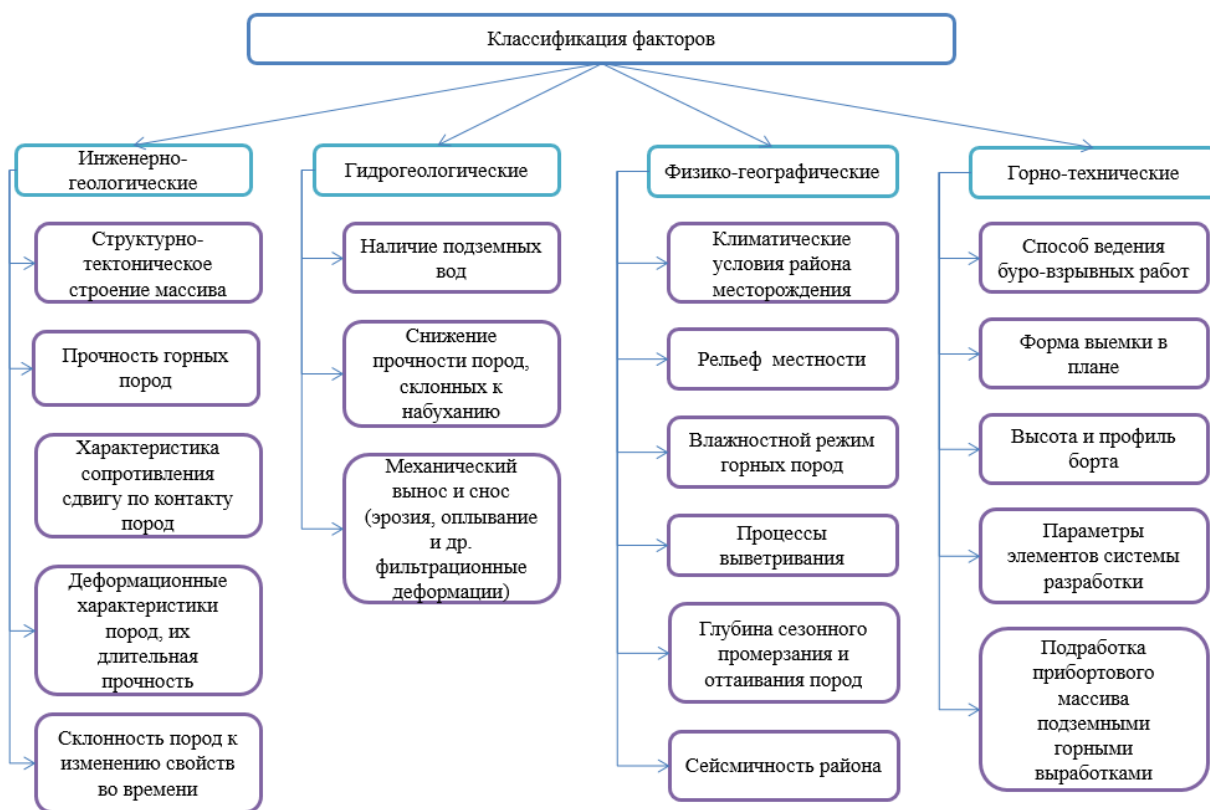 Классификация факторов
Инженерно-
геологические
Структурно-
тектоническое
строение массива
Прочность горных
пород
Характеристика
сопротивления
сдвигу по контакту
пород
Деформационные
характеристики
пород, их
длительная
прочность
Склонность пород к
изменению свойств
во времени
Гидрогеологические
Наличие подземных
вод
Снижение
прочности пород,
склонных к
набуханию
Механический
вынос и снос
(эрозия, оплывание
и др.
фильтрационные
деформации)
Физико-географические
Климатические
условия района
месторождения
Рельеф местности
Влажностной режим
горных пород
Процессы
выветривания
Глубина сезонного
промерзания и
оттаивания пород
Сейсмичность района
Горно-технические
Способ ведения
буро-взрывных работ
Форма выемки в
плане
Высота и профиль
борта
Параметры
элементов системы
разработки
Подработка
прибортового
массива
подземными
горными
выработками